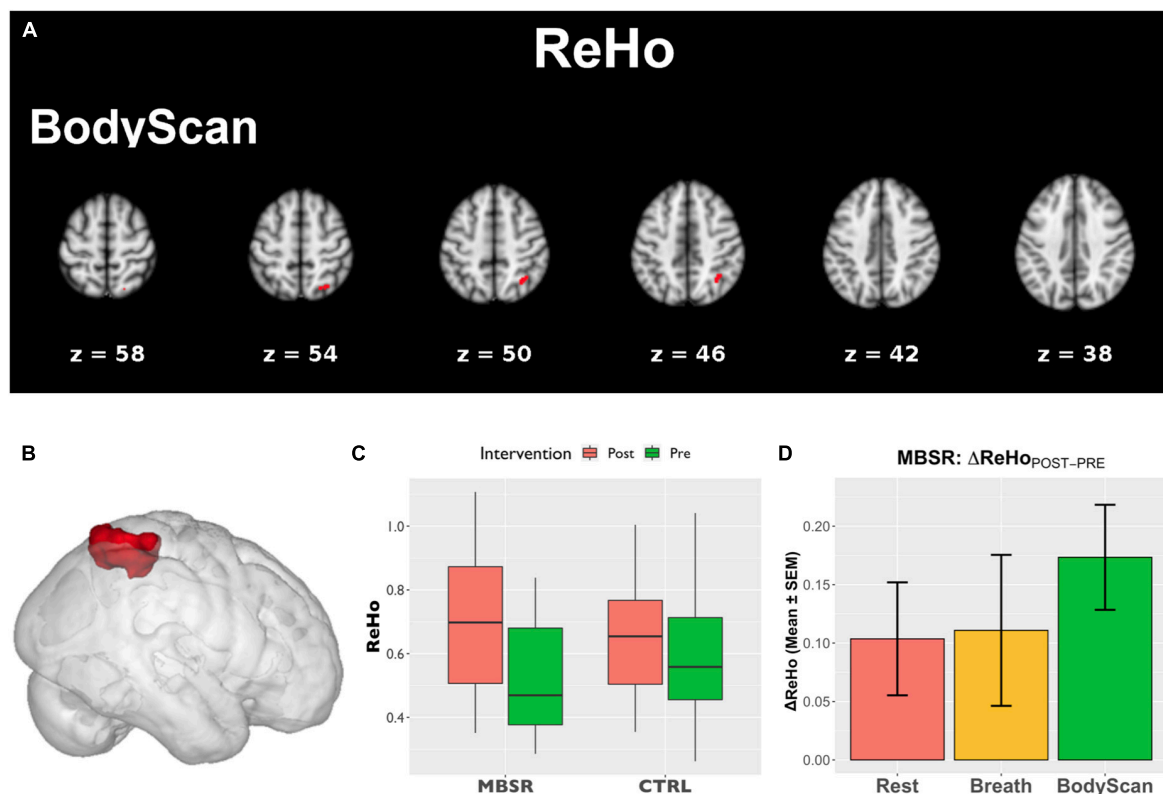 A
ReHo
BodyScan
z = 58 z = 54 z = 50 z = 46 z = 42 z = 38
B
C
Intervention Post Pre
ReHo
1.0
0.8
0.6
0.4
MBSR CTRL
D
MBSR: ΔReHoPOST−PRE
ΔReHo (Mean ± SEM)
0.20
0.15
0.10
0.05
0.00
Rest Breath BodyScan